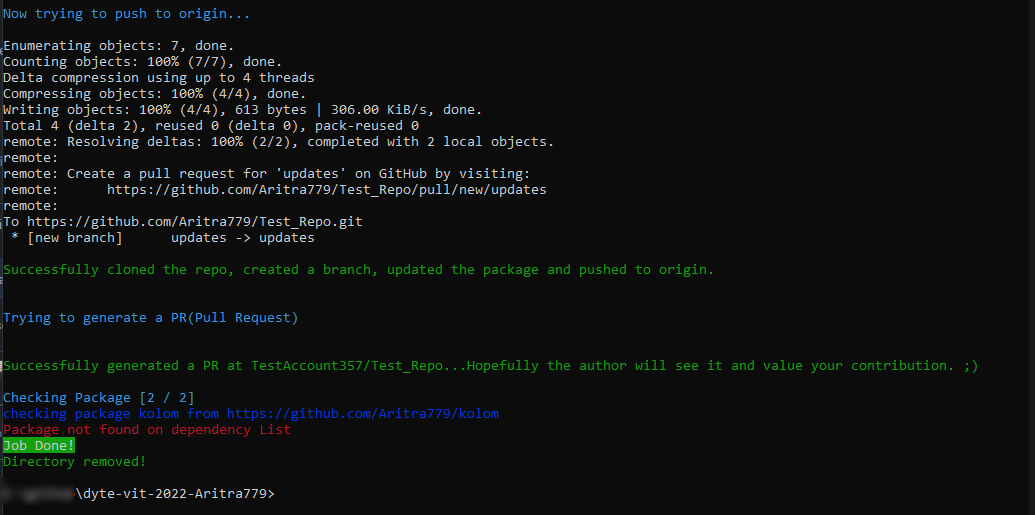 Now trying to push to origin...
Enumerating objects: 7, done.
Counting objects: 100% (7/7), done.
Delta compression using up to 4 threads
Compressing objects: 100% (4/4), done.
Writing objects: 100% (4/4), 613 bytes | 306.00 KiB/s, done.
Total 4 (delta 2), reused 0 (delta 0), pack-reused 0
remote: Resolving deltas: 100% (2/2), completed with 2 local objects.
remote:
remote: Create a pull request for 'updates' on GitHub by visiting:
remote:      https://github.com/Aritra779/Test_Repo/pull/new/updates
remote:
To https://github.com/Aritra779/Test_Repo.git
 * [new branch]      updates -> updates
Successfully cloned the repo, created a branch, updated the package and pushed to origin.
Trying to generate a PR(Pull Request)
Successfully generated a PR at TestAccount357/Test_Repo...Hopefully the author will see it and value your contribution. ;)
Checking Package [2 / 2]
checking package kolom from https://github.com/Aritra779/kolom
Package not found on dependency List
Job Done!
Directory removed!
\dyte-vit-2022-Aritra779>